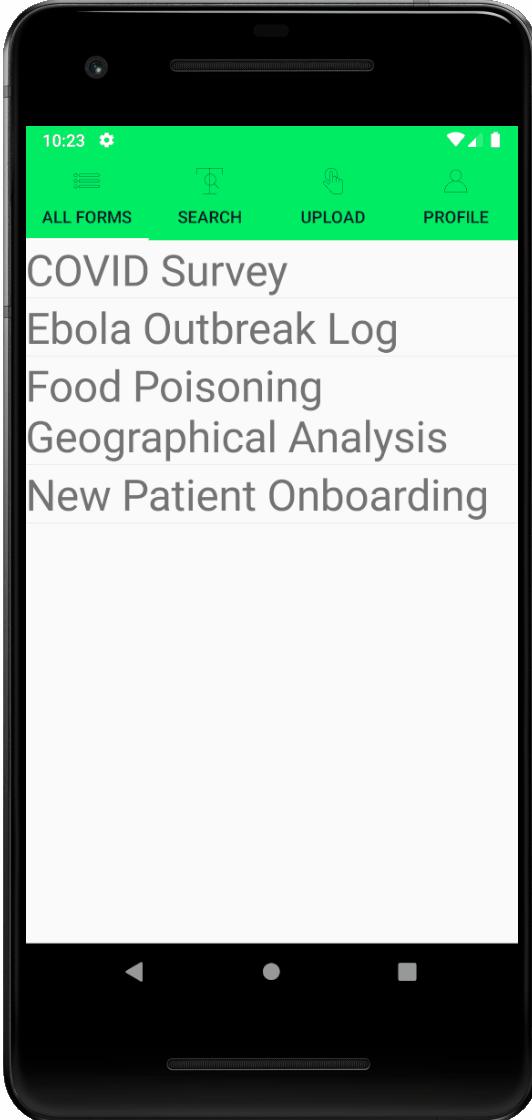 10:23
ALL FORMS SEARCH UPLOAD PROFILE
COVID Survey
Ebola Outbreak Log
Food Poisoning
Geographical Analysis
New Patient Onboarding